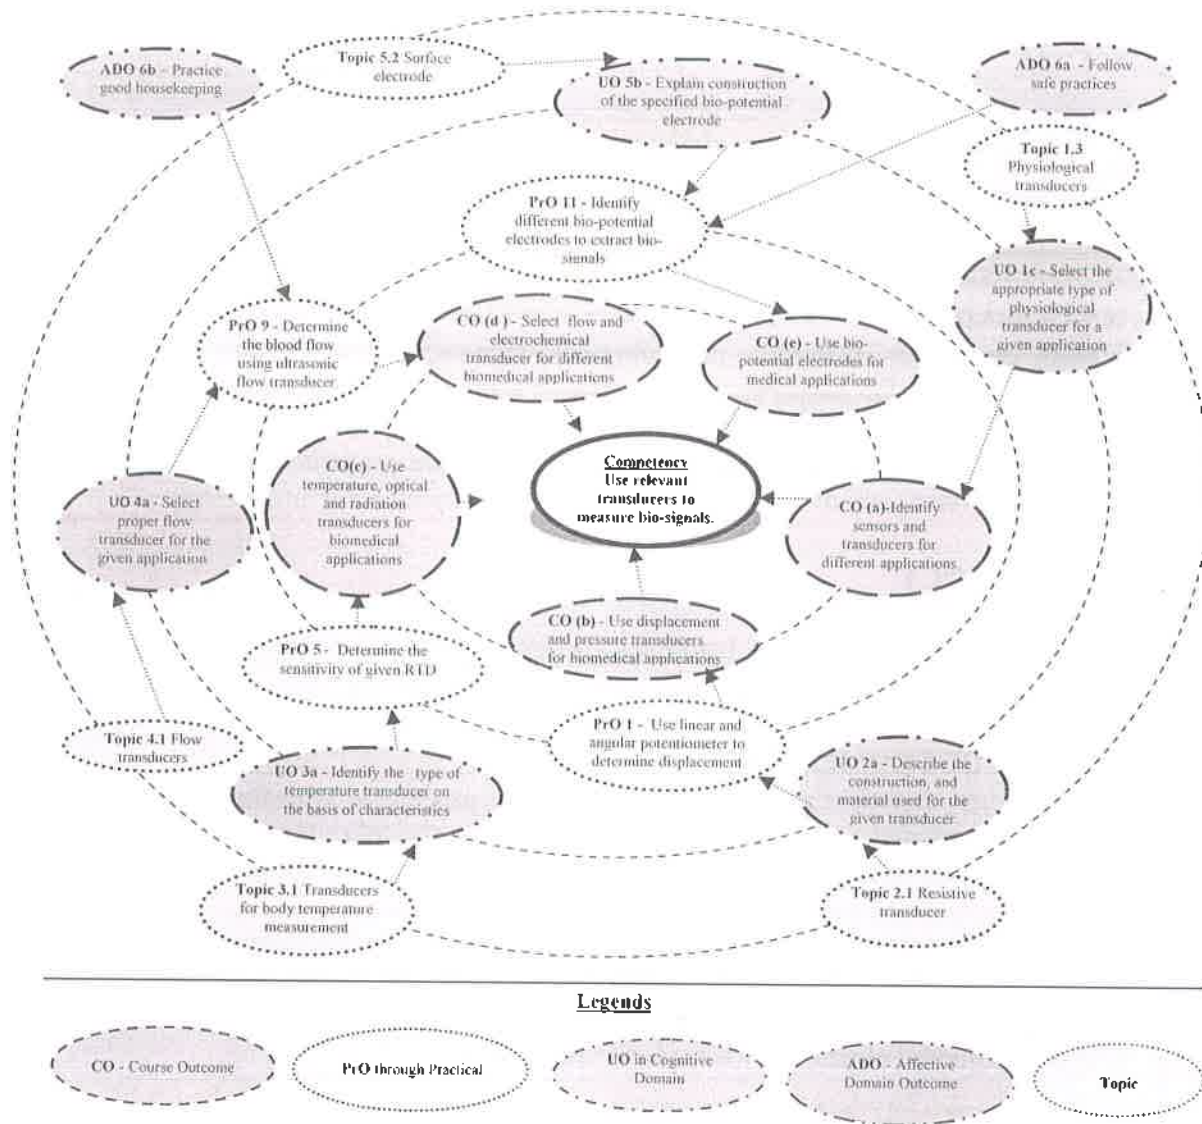 Topic 5.2 Surface
electrode
ADO 6b - Practice
good housekeeping
UO 5b - Explain construction
of the specified bio-potential
electrode
ADO 6a - Follow
safe practices
Topic 1.3
Physiological
transducers
PrO 11 - Identify
different bio-potential
electrodes to extract bio-
signals
UO 1c - Select the
appropriate type of
physiological
transducer for a
given application
PrO 9 - Determine
the blood flow
using ultrasonic
flow transducer
CO (d ) - Select flow and
electrochemical
transducer for different
biomedical applications
CO (e) - Use bio-
potential electrodes for
medical applications
CO(c) - Use
temperature, optical
and radiation
transducers for
biomedical
applications
Competency
Use relevant
transducers to
measure bio-signals.
UO 4a - Select
proper flow
transducer for the
given application
CO (a)-Identify
sensors and
transducers for
different applications
CO (b) - Use displacement
and pressure transducers
for biomedical applications
PrO 5 - Determine the
sensitivity of given RTD
Topic 4.1 Flow
transducers
PrO 1 - Use linear and
angular potentiometer to
determine displacement
UO 3a - Identify the type of
temperature transducer on
the basis of characteristics
UO 2a - Describe the
construction, and
material used for the
given transducer
Topic 3.1 Transducers
for body temperature
measurement
Topic 2.1 Resistive
transducer
Legends
CO - Course Outcome
PrO through Practical
UO in Cognitive
Domain
ADO - Affective
Domain Outcome
Topic